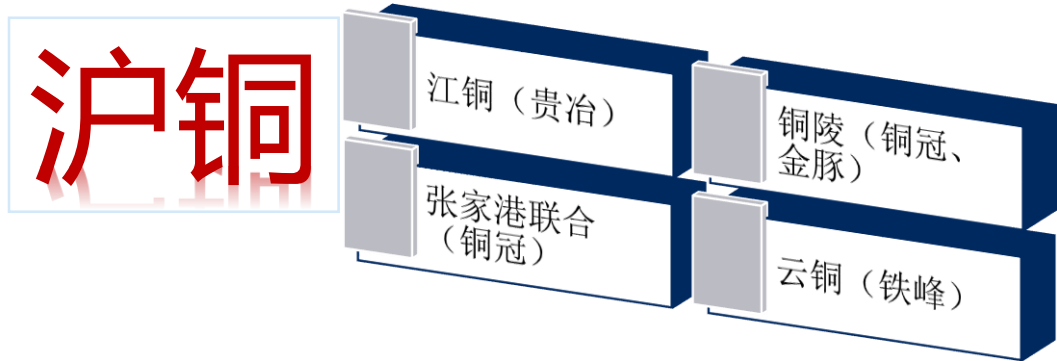 沪铜
江铜（贵冶）
铜陵（铜冠、
金豚）
张家港联合
（铜冠）
云铜（铁峰）